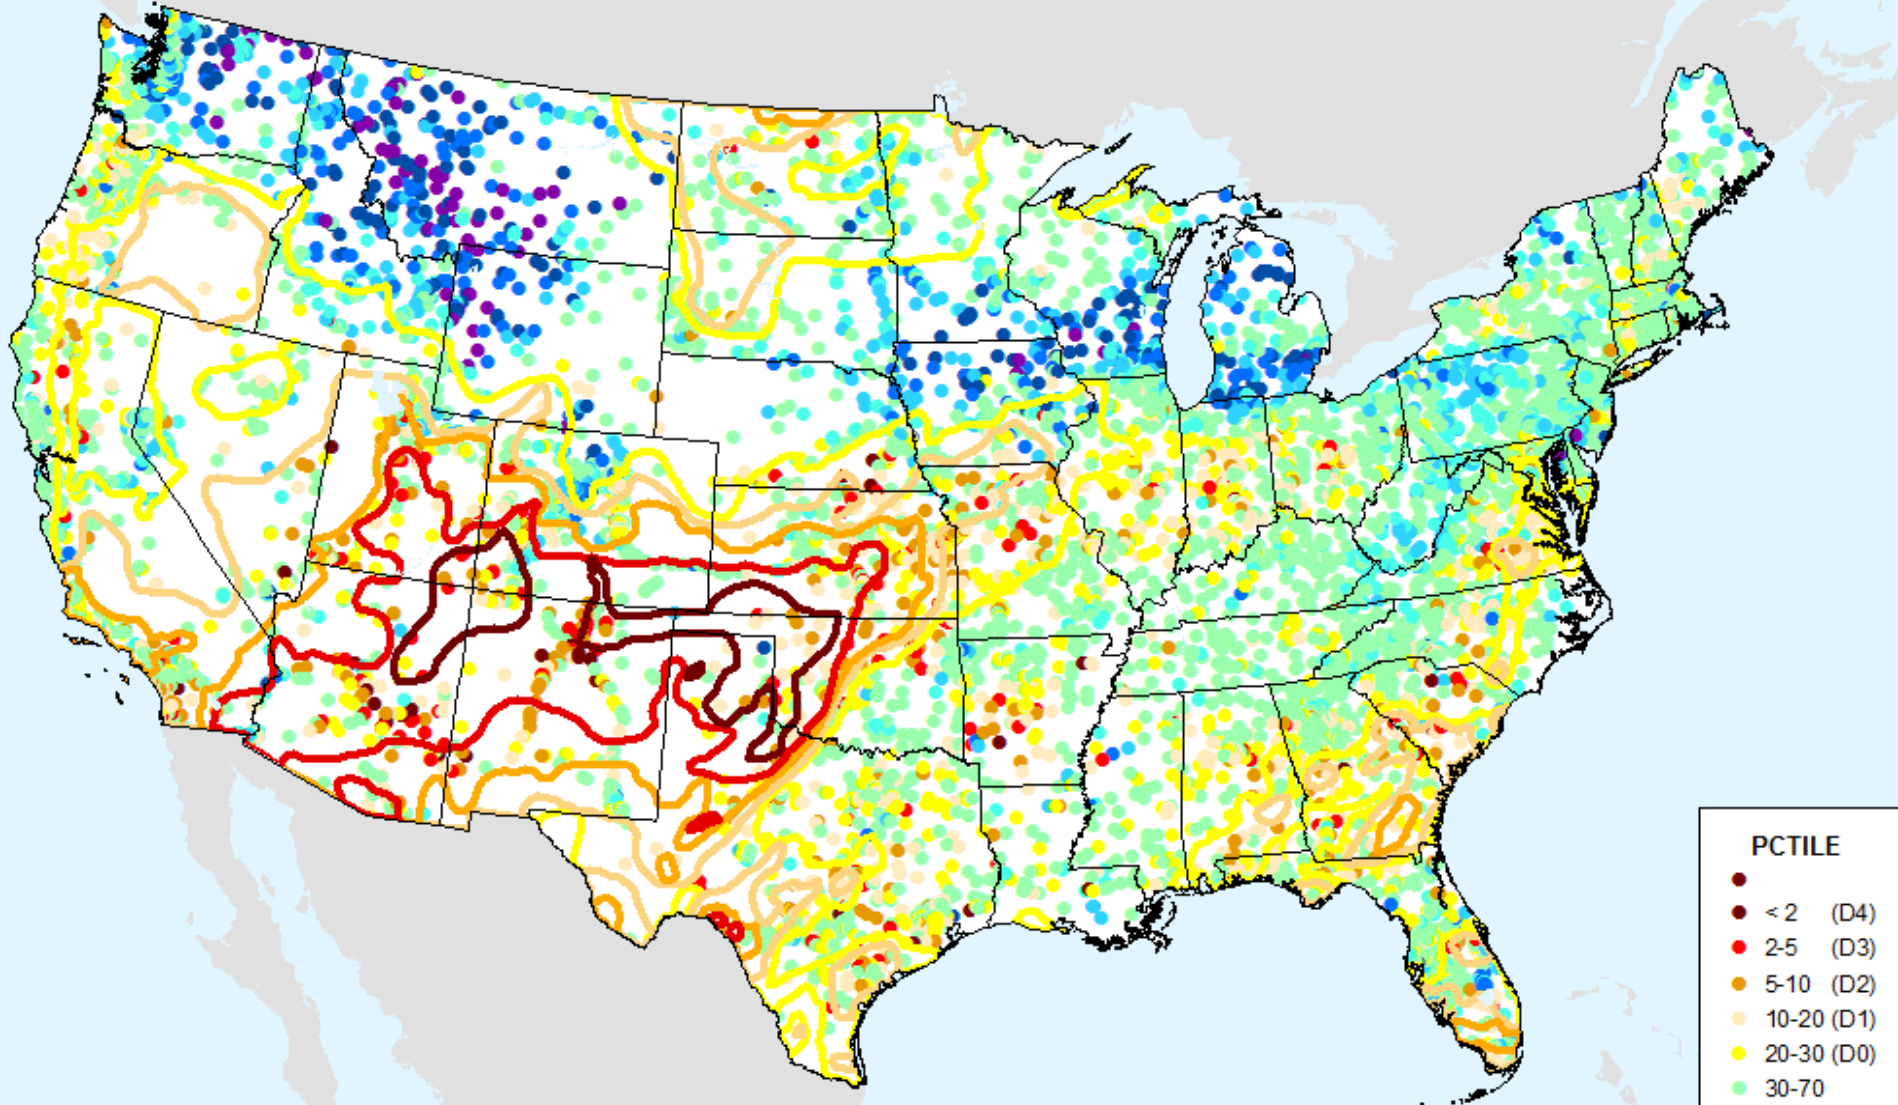 PCTILE
< 2 (D4)
2-5 (D3)
5-10 (D2)
10-20 (D1)
20-30 (D0)
30-70